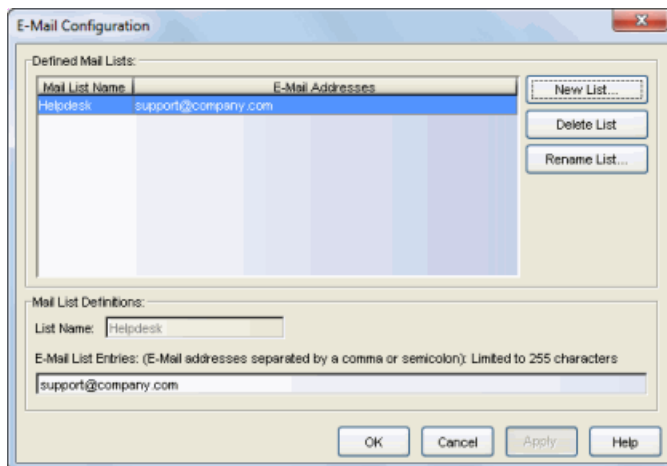 E-Mail Configuration
Defined Mail Lists:
Mail List Name E-Mail Addresses
Helpdesk support@company.com
New List...
Delete List
Rename List...
Mail List Definitions:
List Name: Helpdesk
E-Mail List Entries: (E-Mail addresses separated by a comma or semicolon): Limited to 255 characters
support@company.com
OK Cancel Apply Help